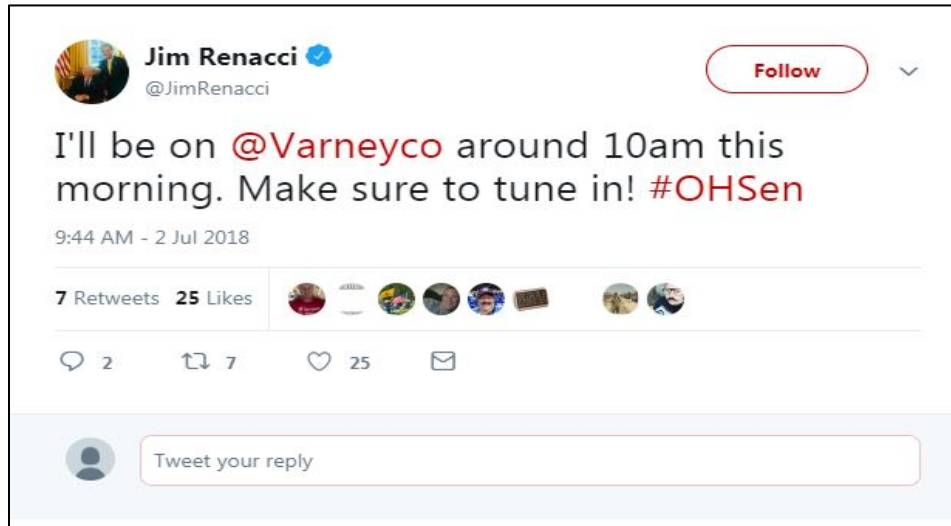 Jim Renacci
@JimRenacci
Follow
I'll be on @Varneyco around 10am this
morning. Make sure to tune in! #OHSen
9:44 AM - 2 Jul 2018
7 Retweets 25 Likes
2 7 25
Tweet your reply